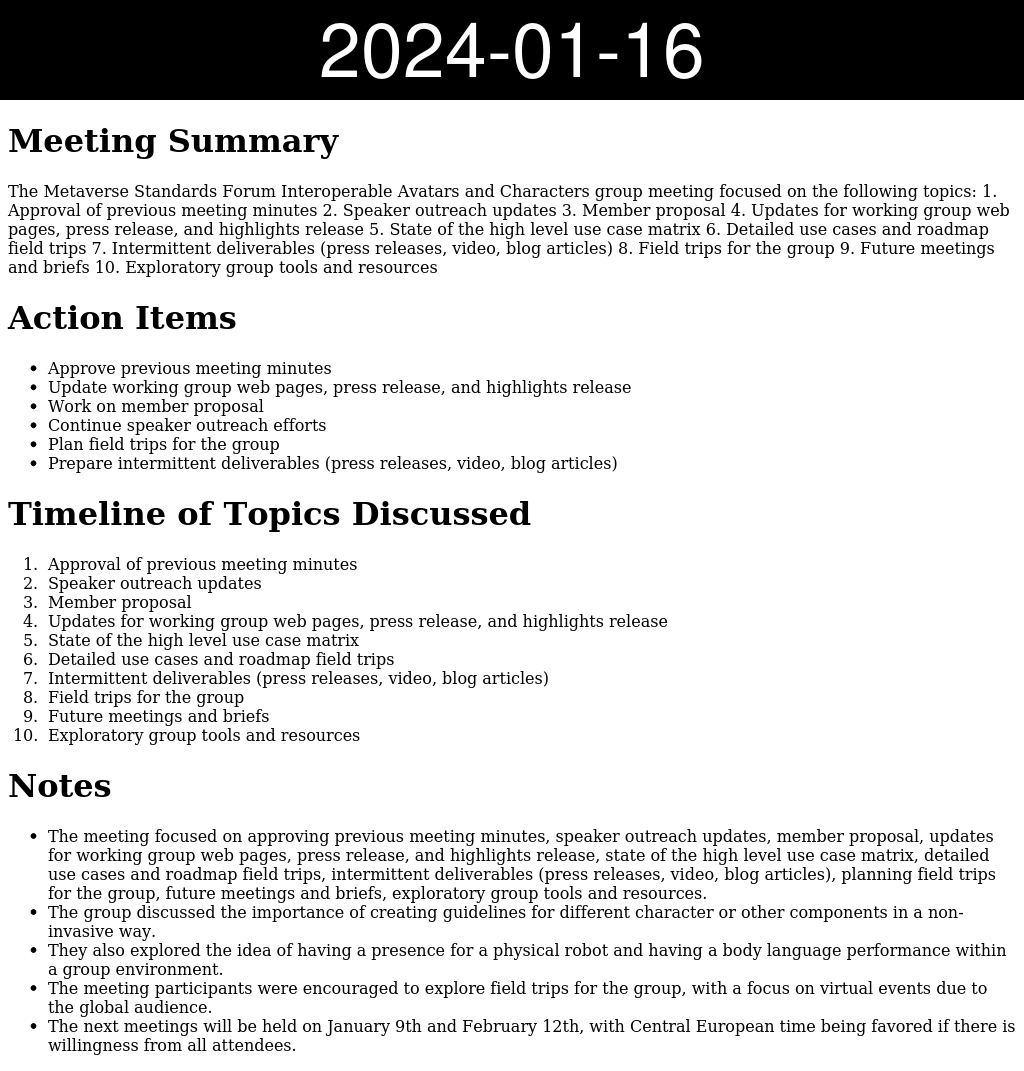 2024-01-16
Meeting Summary
The Metaverse Standards Forum Interoperable Avatars and Characters group meeting focused on the following topics: 1.
Approval of previous meeting minutes 2. Speaker outreach updates 3. Member proposal 4. Updates for working group web
pages, press release, and highlights release 5. State of the high level use case matrix 6. Detailed use cases and roadmap
field trips 7. Intermittent deliverables (press releases, video, blog articles) 8. Field trips for the group 9. Future meetings
and briefs 10. Exploratory group tools and resources
Action Items
• Approve previous meeting minutes
• Update working group web pages, press release, and highlights release
• Work on member proposal
• Continue speaker outreach efforts
• Plan field trips for the group
• Prepare intermittent deliverables (press releases, video, blog articles)
Timeline of Topics Discussed
1. Approval of previous meeting minutes
2. Speaker outreach updates
3. Member proposal
4. Updates for working group web pages, press release, and highlights release
5. State of the high level use case matrix
6. Detailed use cases and roadmap field trips
7. Intermittent deliverables (press releases, video, blog articles)
8. Field trips for the group
9. Future meetings and briefs
10. Exploratory group tools and resources
Notes
• The meeting focused on approving previous meeting minutes, speaker outreach updates, member proposal, updates
for working group web pages, press release, and highlights release, state of the high level use case matrix, detailed
use cases and roadmap field trips, intermittent deliverables (press releases, video, blog articles), planning field trips
for the group, future meetings and briefs, exploratory group tools and resources.
• The group discussed the importance of creating guidelines for different character or other components in a non-
invasive way.
• They also explored the idea of having a presence for a physical robot and having a body language performance within
a group environment.
• The meeting participants were encouraged to explore field trips for the group, with a focus on virtual events due to
the global audience.
• The next meetings will be held on January 9th and February 12th, with Central European time being favored if there is
willingness from all attendees.